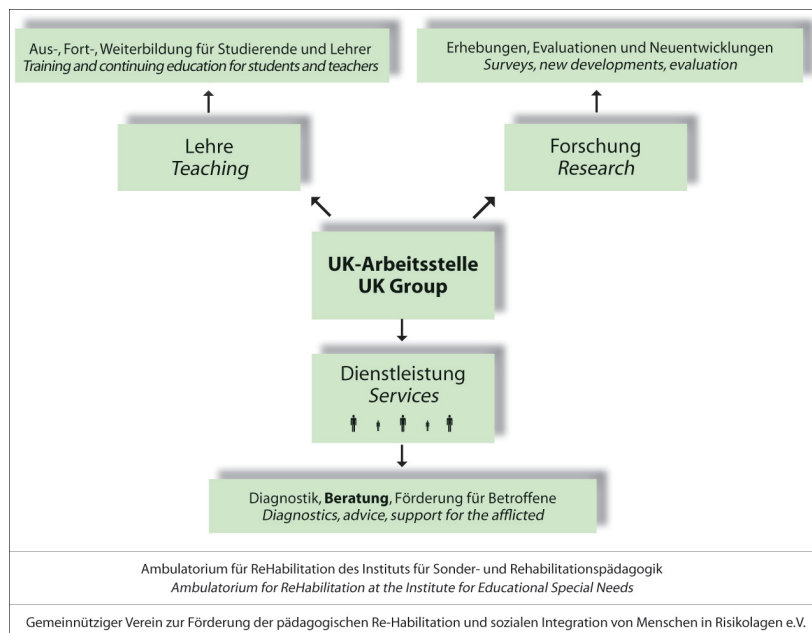 Aus-, Fort-, Weiterbildung für Studierende und Lehrer
Training and continuing education for students and teachers
Erhebungen, Evaluationen und Neuentwicklungen
Surveys, new developments, evaluation
Lehre
Teaching
Forschung
Research
UK-Arbeitsstelle
UK Group
Dienstleistung
Services
Diagnostik, Beratung, Förderung für Betroffene
Diagnostics, advice, support for the afflicted
Ambulatorium für ReHabilitation des Instituts für Sonder- und Rehabilitationspädagogik
Ambulatorium for ReHabilitation at the Institute for Educational Special Needs
Gemeinnütziger Verein zur Förderung der pädagogischen Re-Habilitation und sozialen Integration von Menschen in Risikolagen e.V.